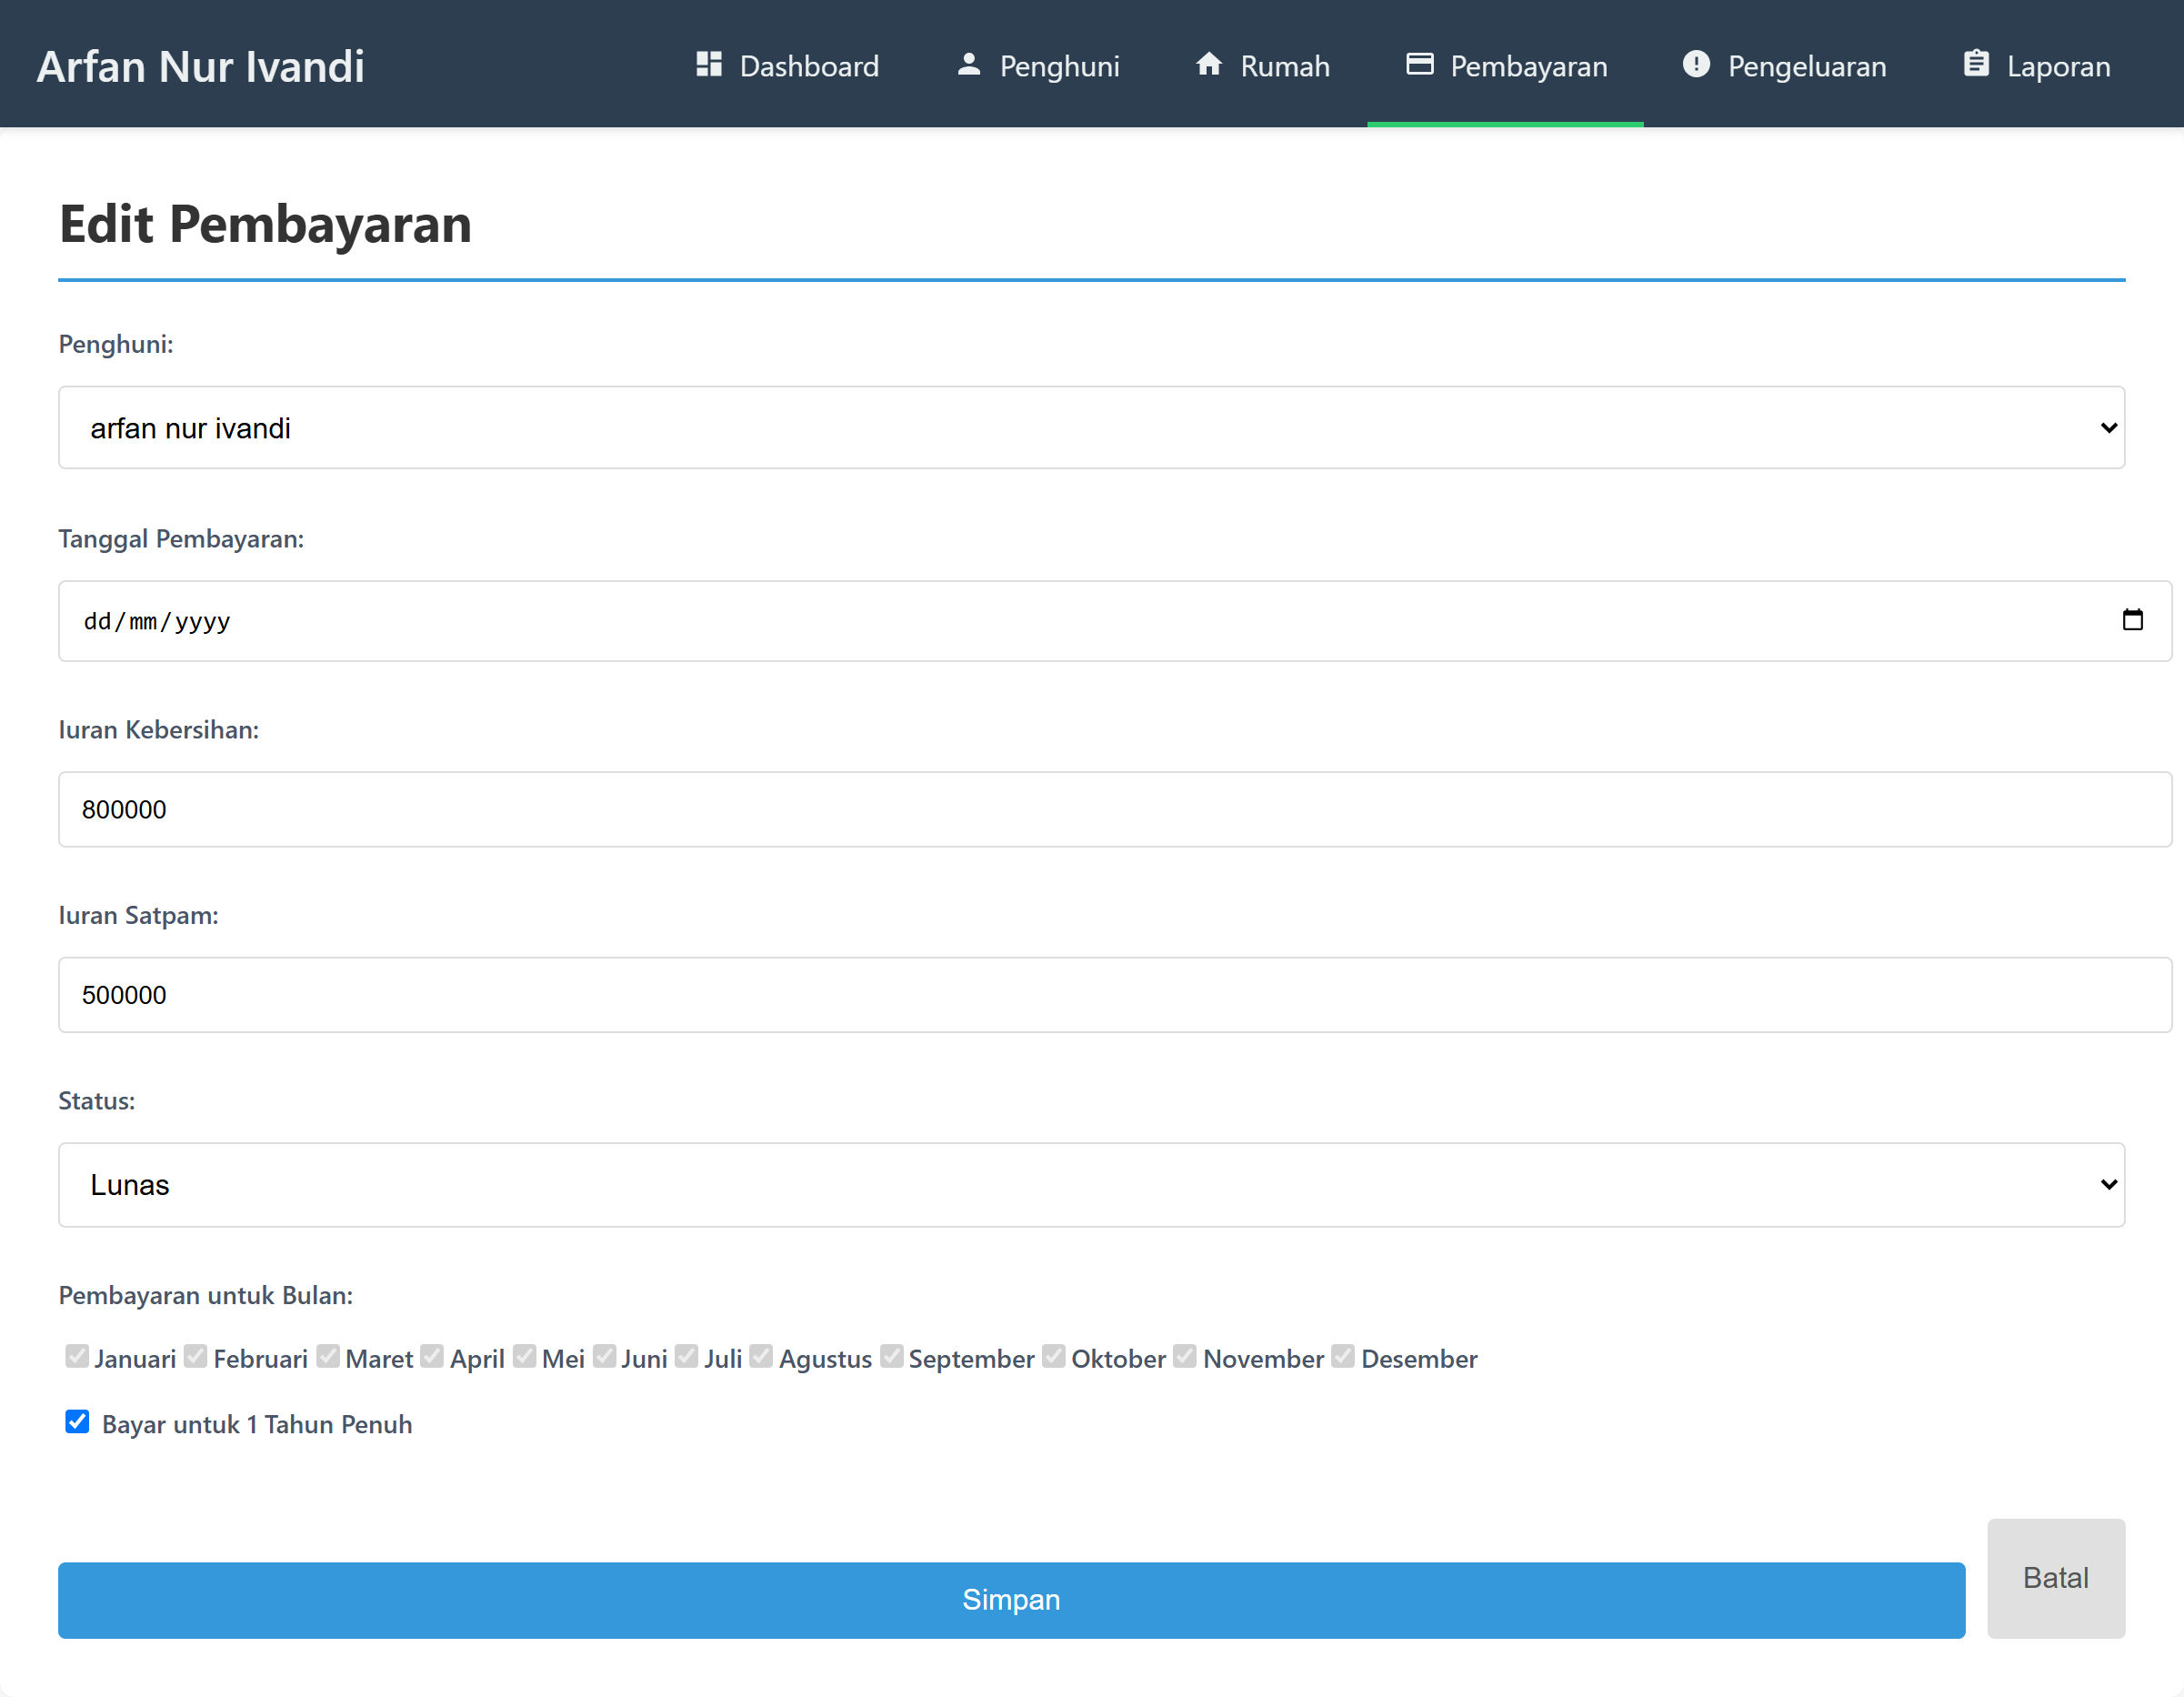 Arfan Nur Ivandi Dashboard Penghuni Rumah Pembayaran Pengeluaran Laporan
Edit Pembayaran
Penghuni:
arfan nur ivandi
Tanggal Pembayaran:
dd/mm/yyyy
Iuran Kebersihan:
800000
Iuran Satpam:
500000
Status:
Lunas
Pembayaran untuk Bulan:
Januari Februari Maret April Mei Juni Juli Agustus September Oktober November Desember
Bayar untuk 1 Tahun Penuh
Simpan Batal